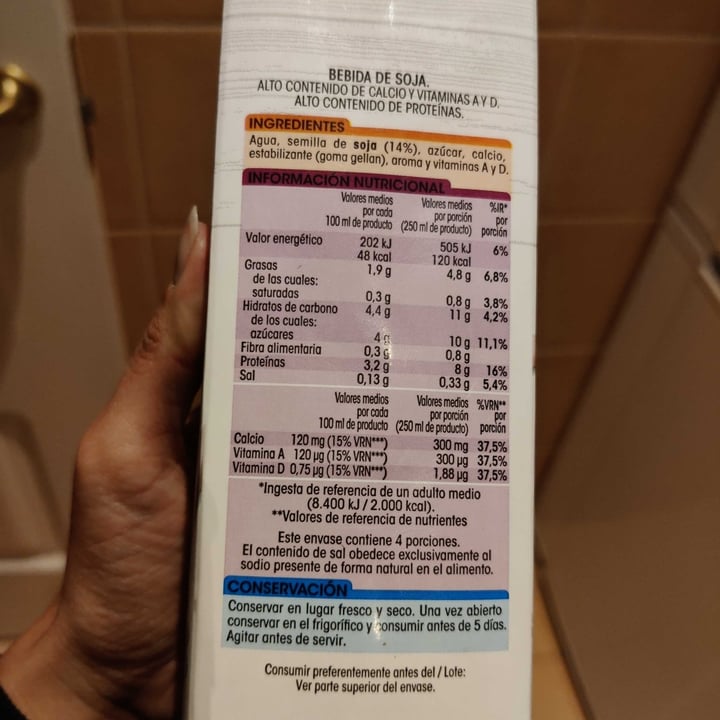 BEBIDA DE SOJA.
ALTO CONTENIDO DE CALCIO Y VITAMINAS A Y D.
ALTO CONTENIDO DE PROTEÍNAS.
INGREDIENTES
Agua, semilla de soja (14%), azúcar, calcio,
estabilizante (goma gellan), aroma y vitaminas A y D.
INFORMACIÓN NUTRICIONAL
Valores medios por cada 100 ml de producto Valores medios por porción (250 ml de producto) %IR* por porción
Valor energético 202 kJ 505 kJ 6%
48 kcal 120 kcal
Grasas 1,9 g 4,8 g 6,8%
de las cuales:
saturadas 0,3 g 0,8 g 3,8%
Hidratos de carbono 4,4 g 11 g 4,2%
de los cuales:
azúcares 4 g 10 g 11,1%
Fibra alimentaria 0,3 g 0,8 g
Proteínas 3,2 g 8 g 16%
Sal 0,13 g 0,33 g 5,4%
Valores medios por cada 100 ml de producto Valores medios por porción (250 ml de producto) %VRN** por porción
Calcio 120 mg (15% VRN***) 300 mg 37,5%
Vitamina A 120 µg (15% VRN***) 300 µg 37,5%
Vitamina D 0,75 µg (15% VRN***) 1,88 µg 37,5%
*Ingesta de referencia de un adulto medio
(8.400 kJ / 2.000 kcal).
**Valores de referencia de nutrientes
Este envase contiene 4 porciones.
El contenido de sal obedece exclusivamente al
sodio presente de forma natural en el alimento.
CONSERVACIÓN
Conservar en lugar fresco y seco. Una vez abierto
conservar en el frigorífico y consumir antes de 5 días.
Agitar antes de servir.
Consumir preferentemente antes del / Lote:
Ver parte superior del envase.